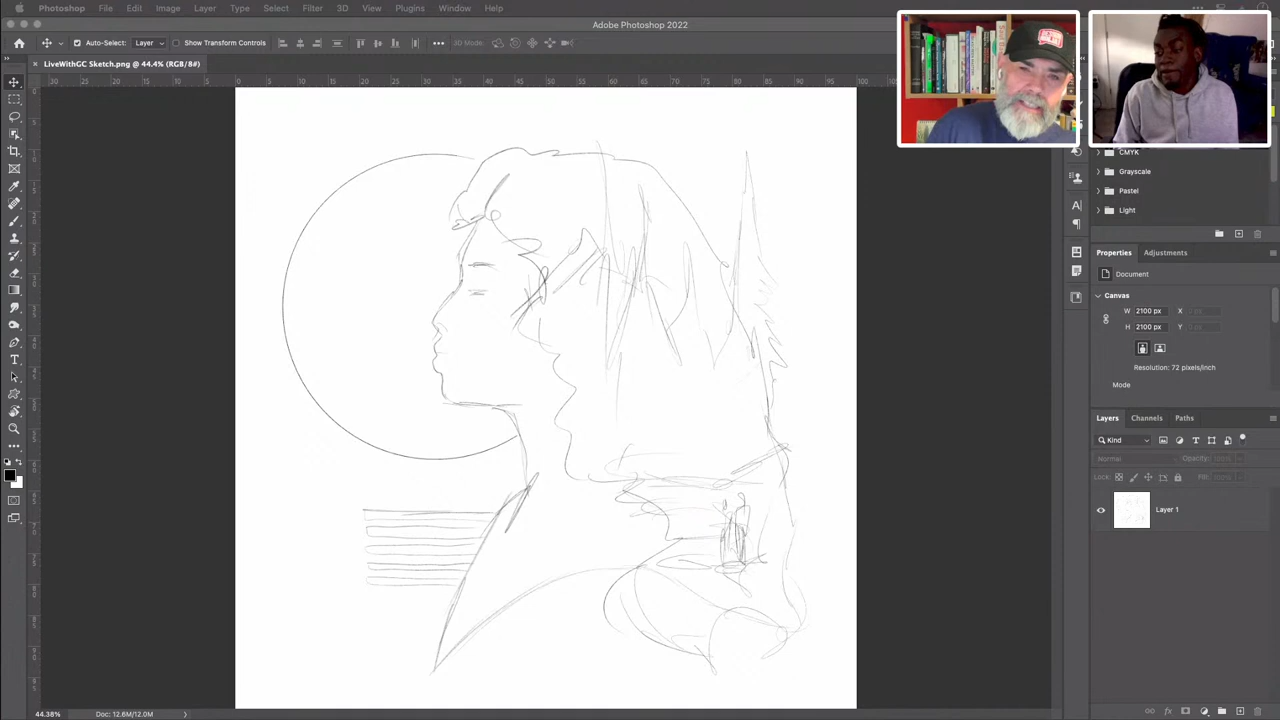 Photoshop File Edit Image Layer Type Select Filter 3D View Plugins Window Help
Adobe Photoshop 2022
Auto-Select: Layer Show Transform Controls 3D Mode:
LiveWithGC Sketch.png @ 44.4% (RGB/8#)
CMYK
Grayscale
Pastel
Light
Properties Adjustments
Document
Canvas
W 2100 px X
H 2100 px Y
Resolution: 72 pixels/inch
Mode
Layers Channels Paths
Kind
Normal Opacity: 100%
Lock: Fill: 100%
Layer 1
44.38% Doc: 12.6M/12.0M